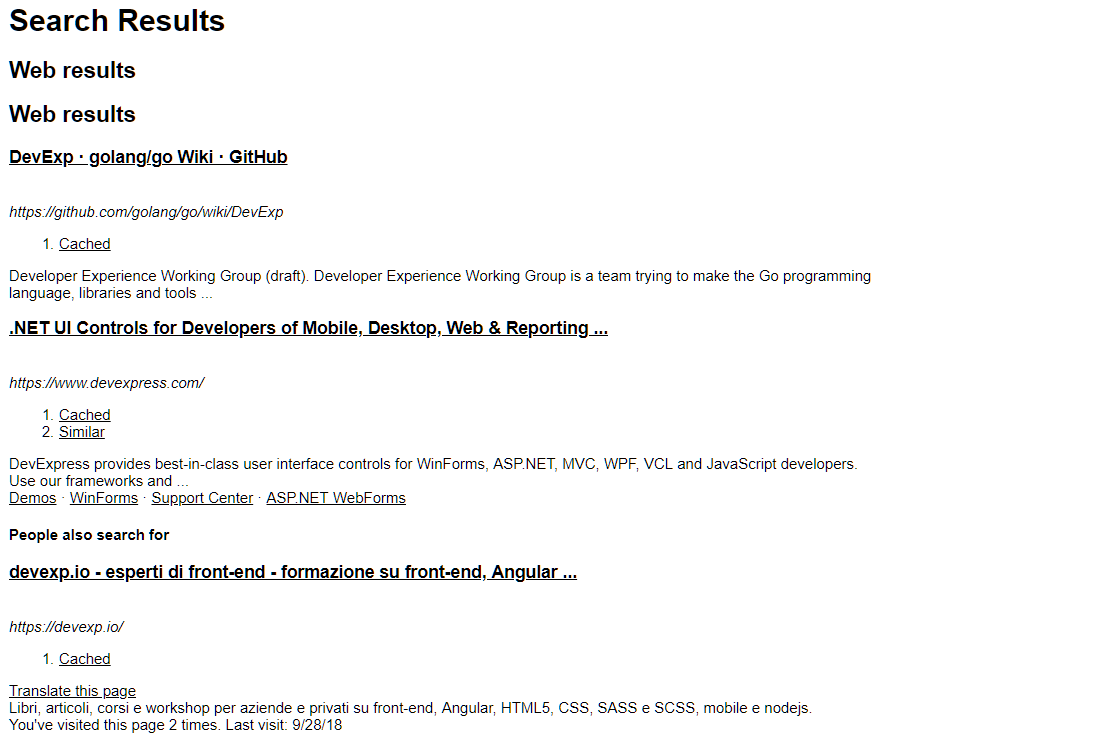 Search Results
Web results
Web results
DevExp · golang/go Wiki · GitHub
https://github.com/golang/go/wiki/DevExp
1. Cached
Developer Experience Working Group (draft). Developer Experience Working Group is a team trying to make the Go programming
language, libraries and tools ...
.NET UI Controls for Developers of Mobile, Desktop, Web & Reporting ...
https://www.devexpress.com/
1. Cached
2. Similar
DevExpress provides best-in-class user interface controls for WinForms, ASP.NET, MVC, WPF, VCL and JavaScript developers.
Use our frameworks and ...
Demos · WinForms · Support Center · ASP.NET WebForms
People also search for
devexp.io - esperti di front-end - formazione su front-end, Angular ...
https://devexp.io/
1. Cached
Translate this page
Libri, articoli, corsi e workshop per aziende e privati su front-end, Angular, HTML5, CSS, SASS e SCSS, mobile e nodejs.
You've visited this page 2 times. Last visit: 9/28/18